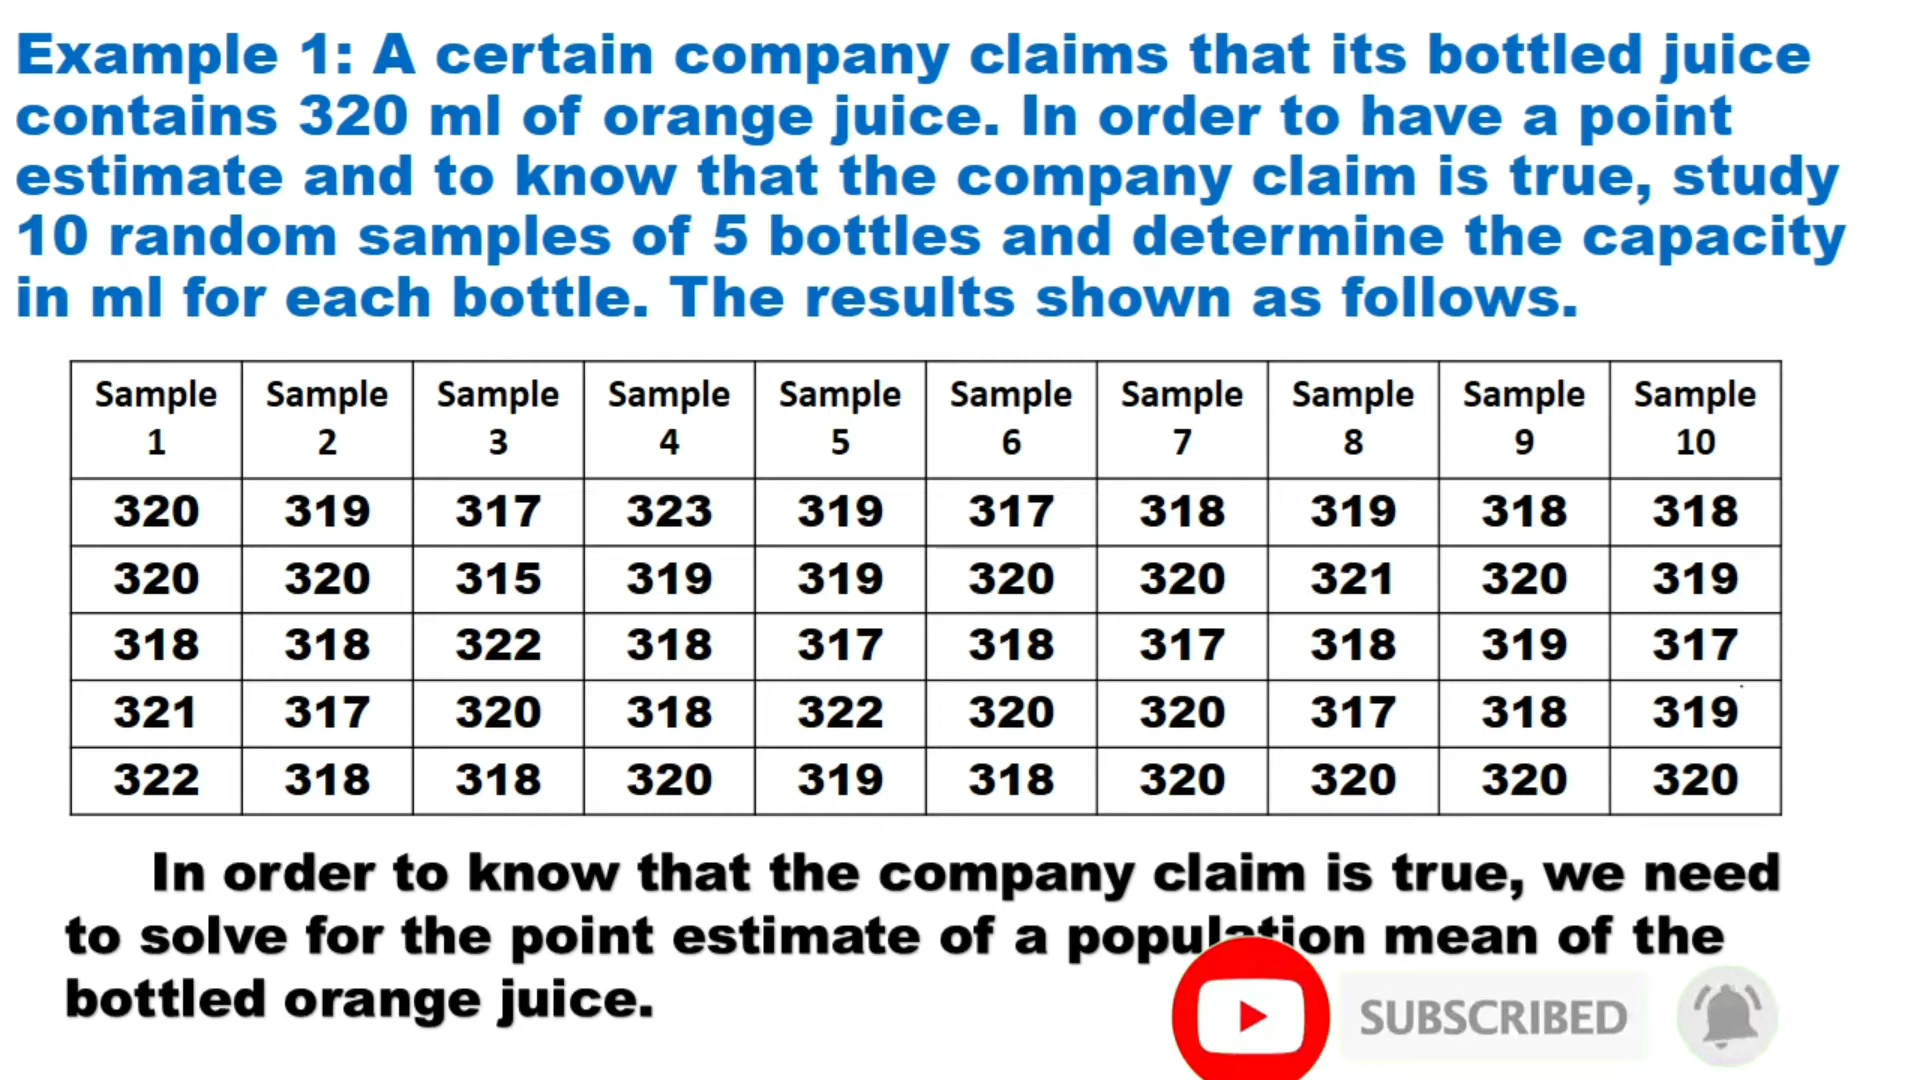 Example 1: A certain company claims that its bottled juice
contains 320 ml of orange juice. In order to have a point
estimate and to know that the company claim is true, study
10 random samples of 5 bottles and determine the capacity
in ml for each bottle. The results shown as follows.
Sample 1 Sample 2 Sample 3 Sample 4 Sample 5 Sample 6 Sample 7 Sample 8 Sample 9 Sample 10
320 319 317 323 319 317 318 319 318 318
320 320 315 319 319 320 320 321 320 319
318 318 322 318 317 318 317 318 319 317
321 317 320 318 322 320 320 317 318 319
322 318 318 320 319 318 320 320 320 320
In order to know that the company claim is true, we need
to solve for the point estimate of a population mean of the
bottled orange juice.
SUBSCRIBED